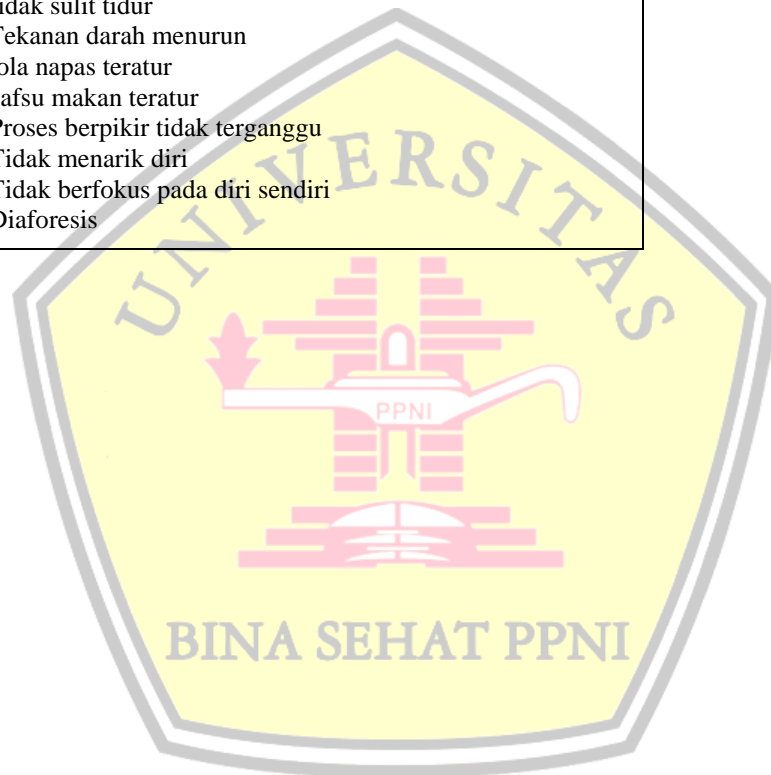 tidak sulit tidur
Tekanan darah menurun
ola napas teratur
afsu makan teratur
Proses berpikir tidak terganggu
Tidak menarik diri
Tidak berfokus pada diri sendiri
Diaforesis
UNIVERSITAS
PPNI
BINA SEHAT PPNI